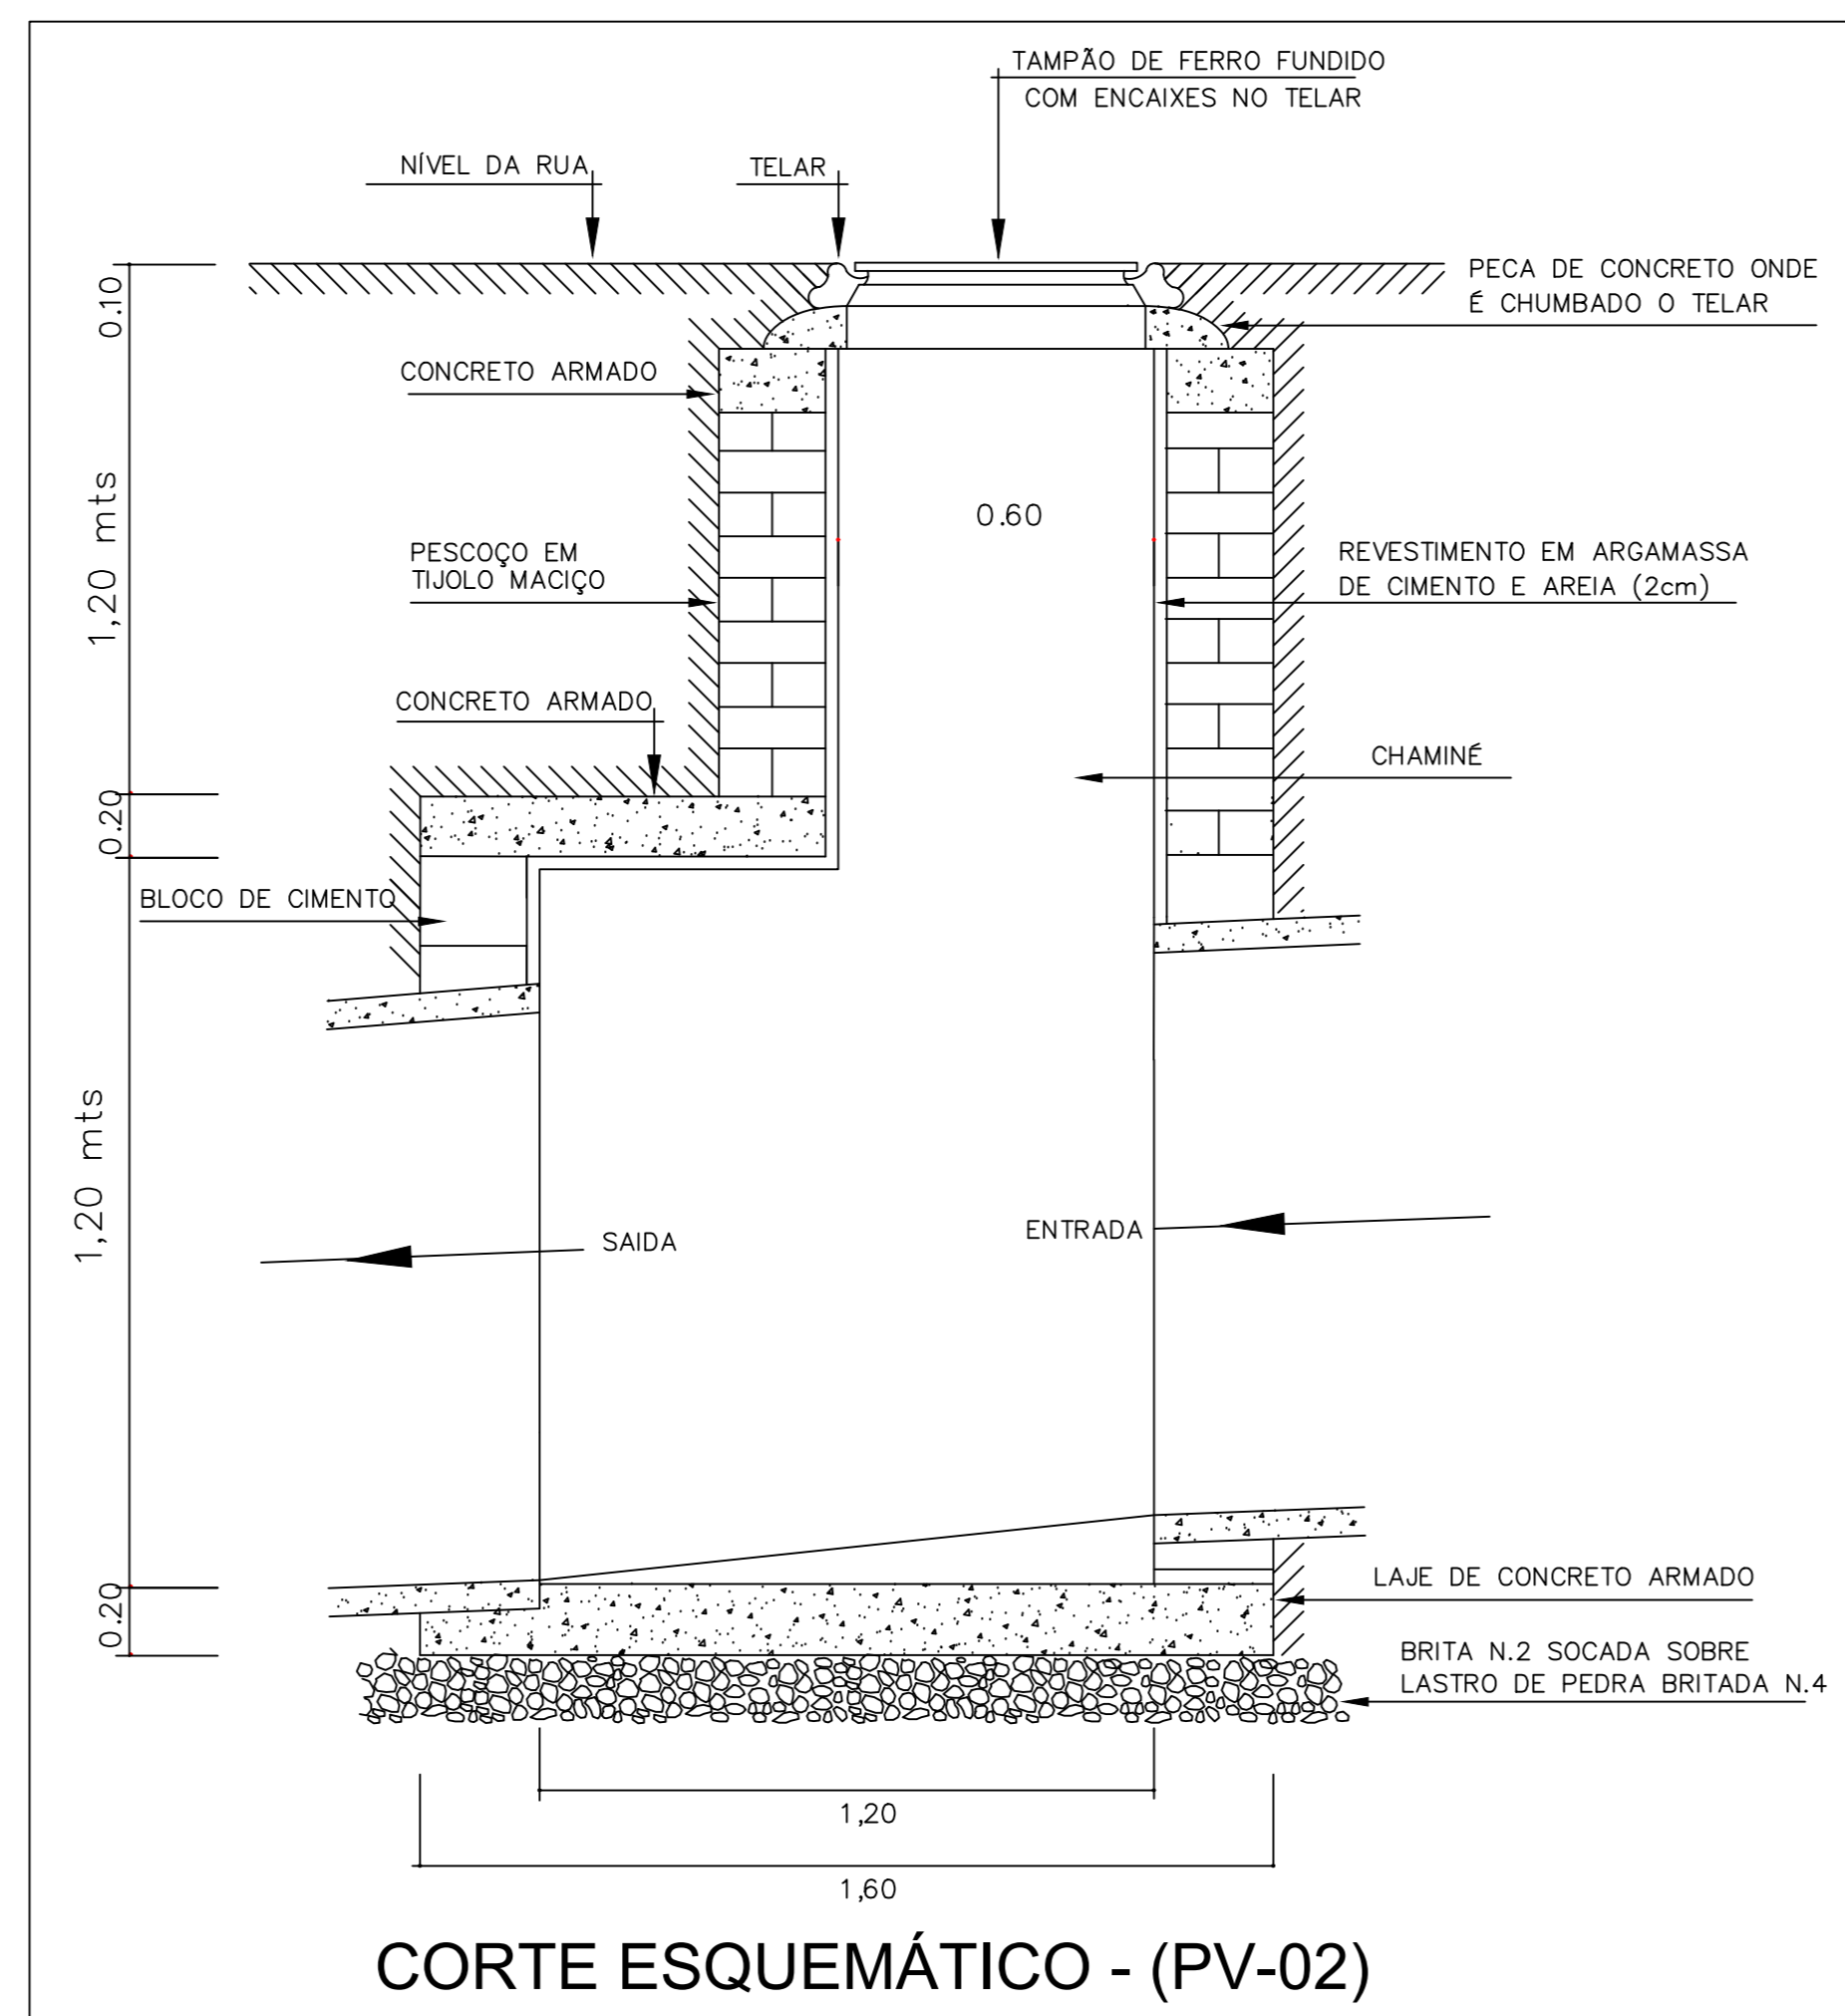 TAMPÃO DE FERRO FUNDIDO
COM ENCAIXES NO TELAR
NÍVEL DA RUA
TELAR
PECA DE CONCRETO ONDE
É CHUMBADO O TELAR
0.10
CONCRETO ARMADO
1,20 mts
0.60
PESCOÇO EM
TIJOLO MACIÇO
REVESTIMENTO EM ARGAMASSA
DE CIMENTO E AREIA (2cm)
CONCRETO ARMADO
CHAMINÉ
0.20
BLOCO DE CIMENTO
1,20 mts
SAIDA
ENTRADA
LAJE DE CONCRETO ARMADO
0.20
BRITA N.2 SOCADA SOBRE
LASTRO DE PEDRA BRITADA N.4
1,20
1,60
CORTE ESQUEMÁTICO - (PV-02)